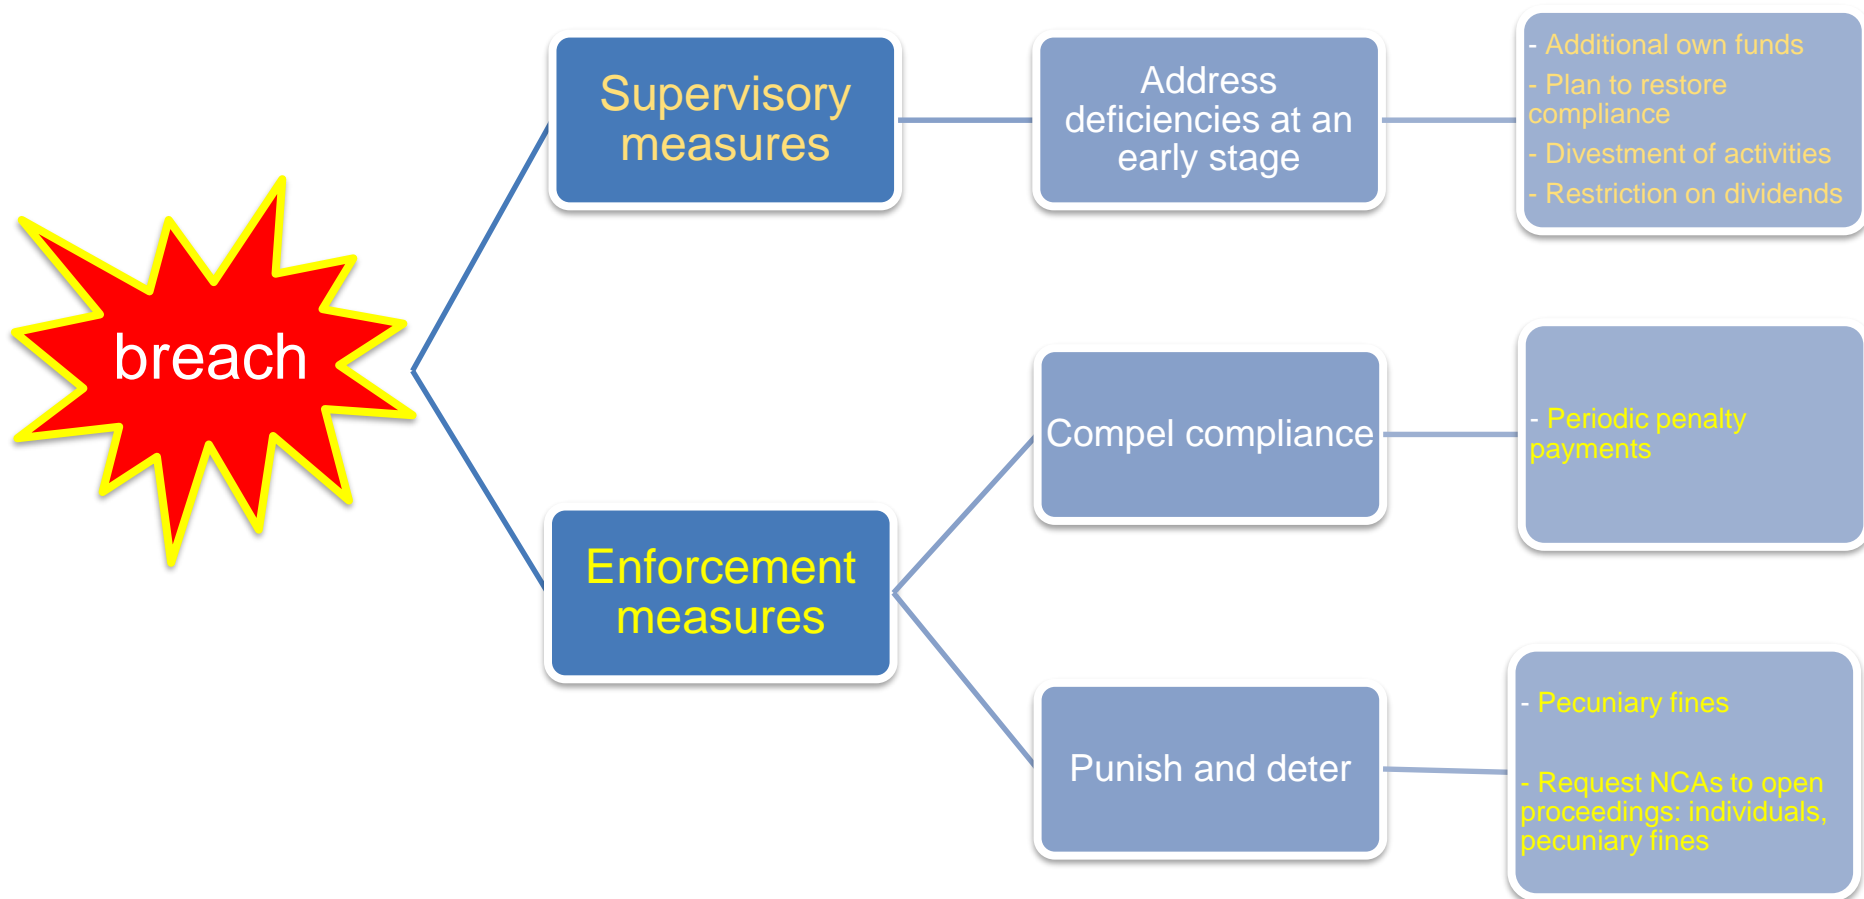 breach
Supervisory
measures
Address
deficiencies at an
early stage
- Additional own funds
- Plan to restore
compliance
- Divestment of activities
- Restriction on dividends
Enforcement
measures
Compel compliance
- Periodic penalty
payments
Punish and deter
- Pecuniary fines
- Request NCAs to open
proceedings: individuals,
pecuniary fines